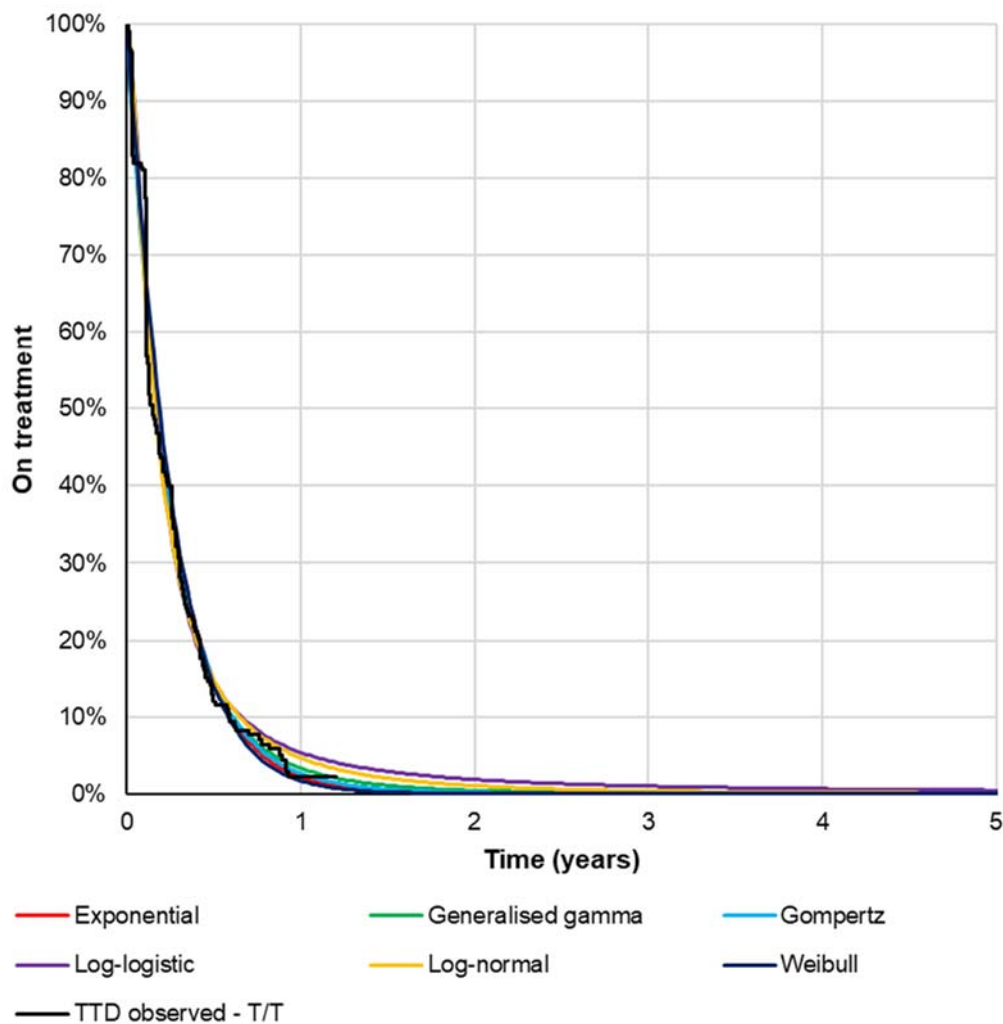 100%
90%
80%
70%
60%
50%
40%
30%
20%
10%
0%
On treatment
0 1 2 3 4 5
Time (years)
Exponential Generalised gamma Gompertz
Log-logistic Log-normal Weibull
TTD observed - T/T